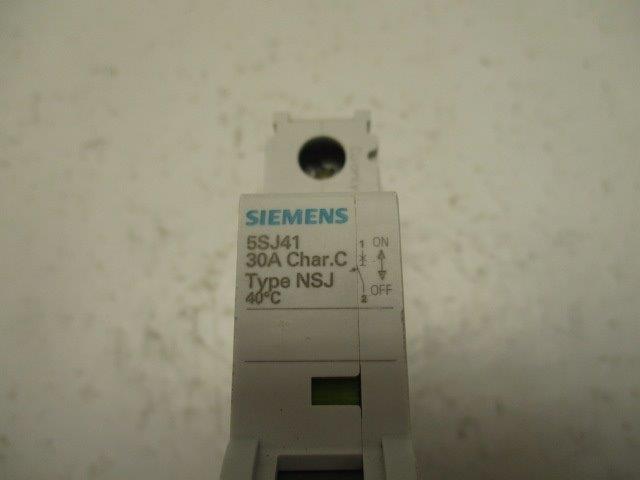 SIEMENS
5SJ41
30A Char.C
Type NSJ
40°C
1 ON
2 OFF